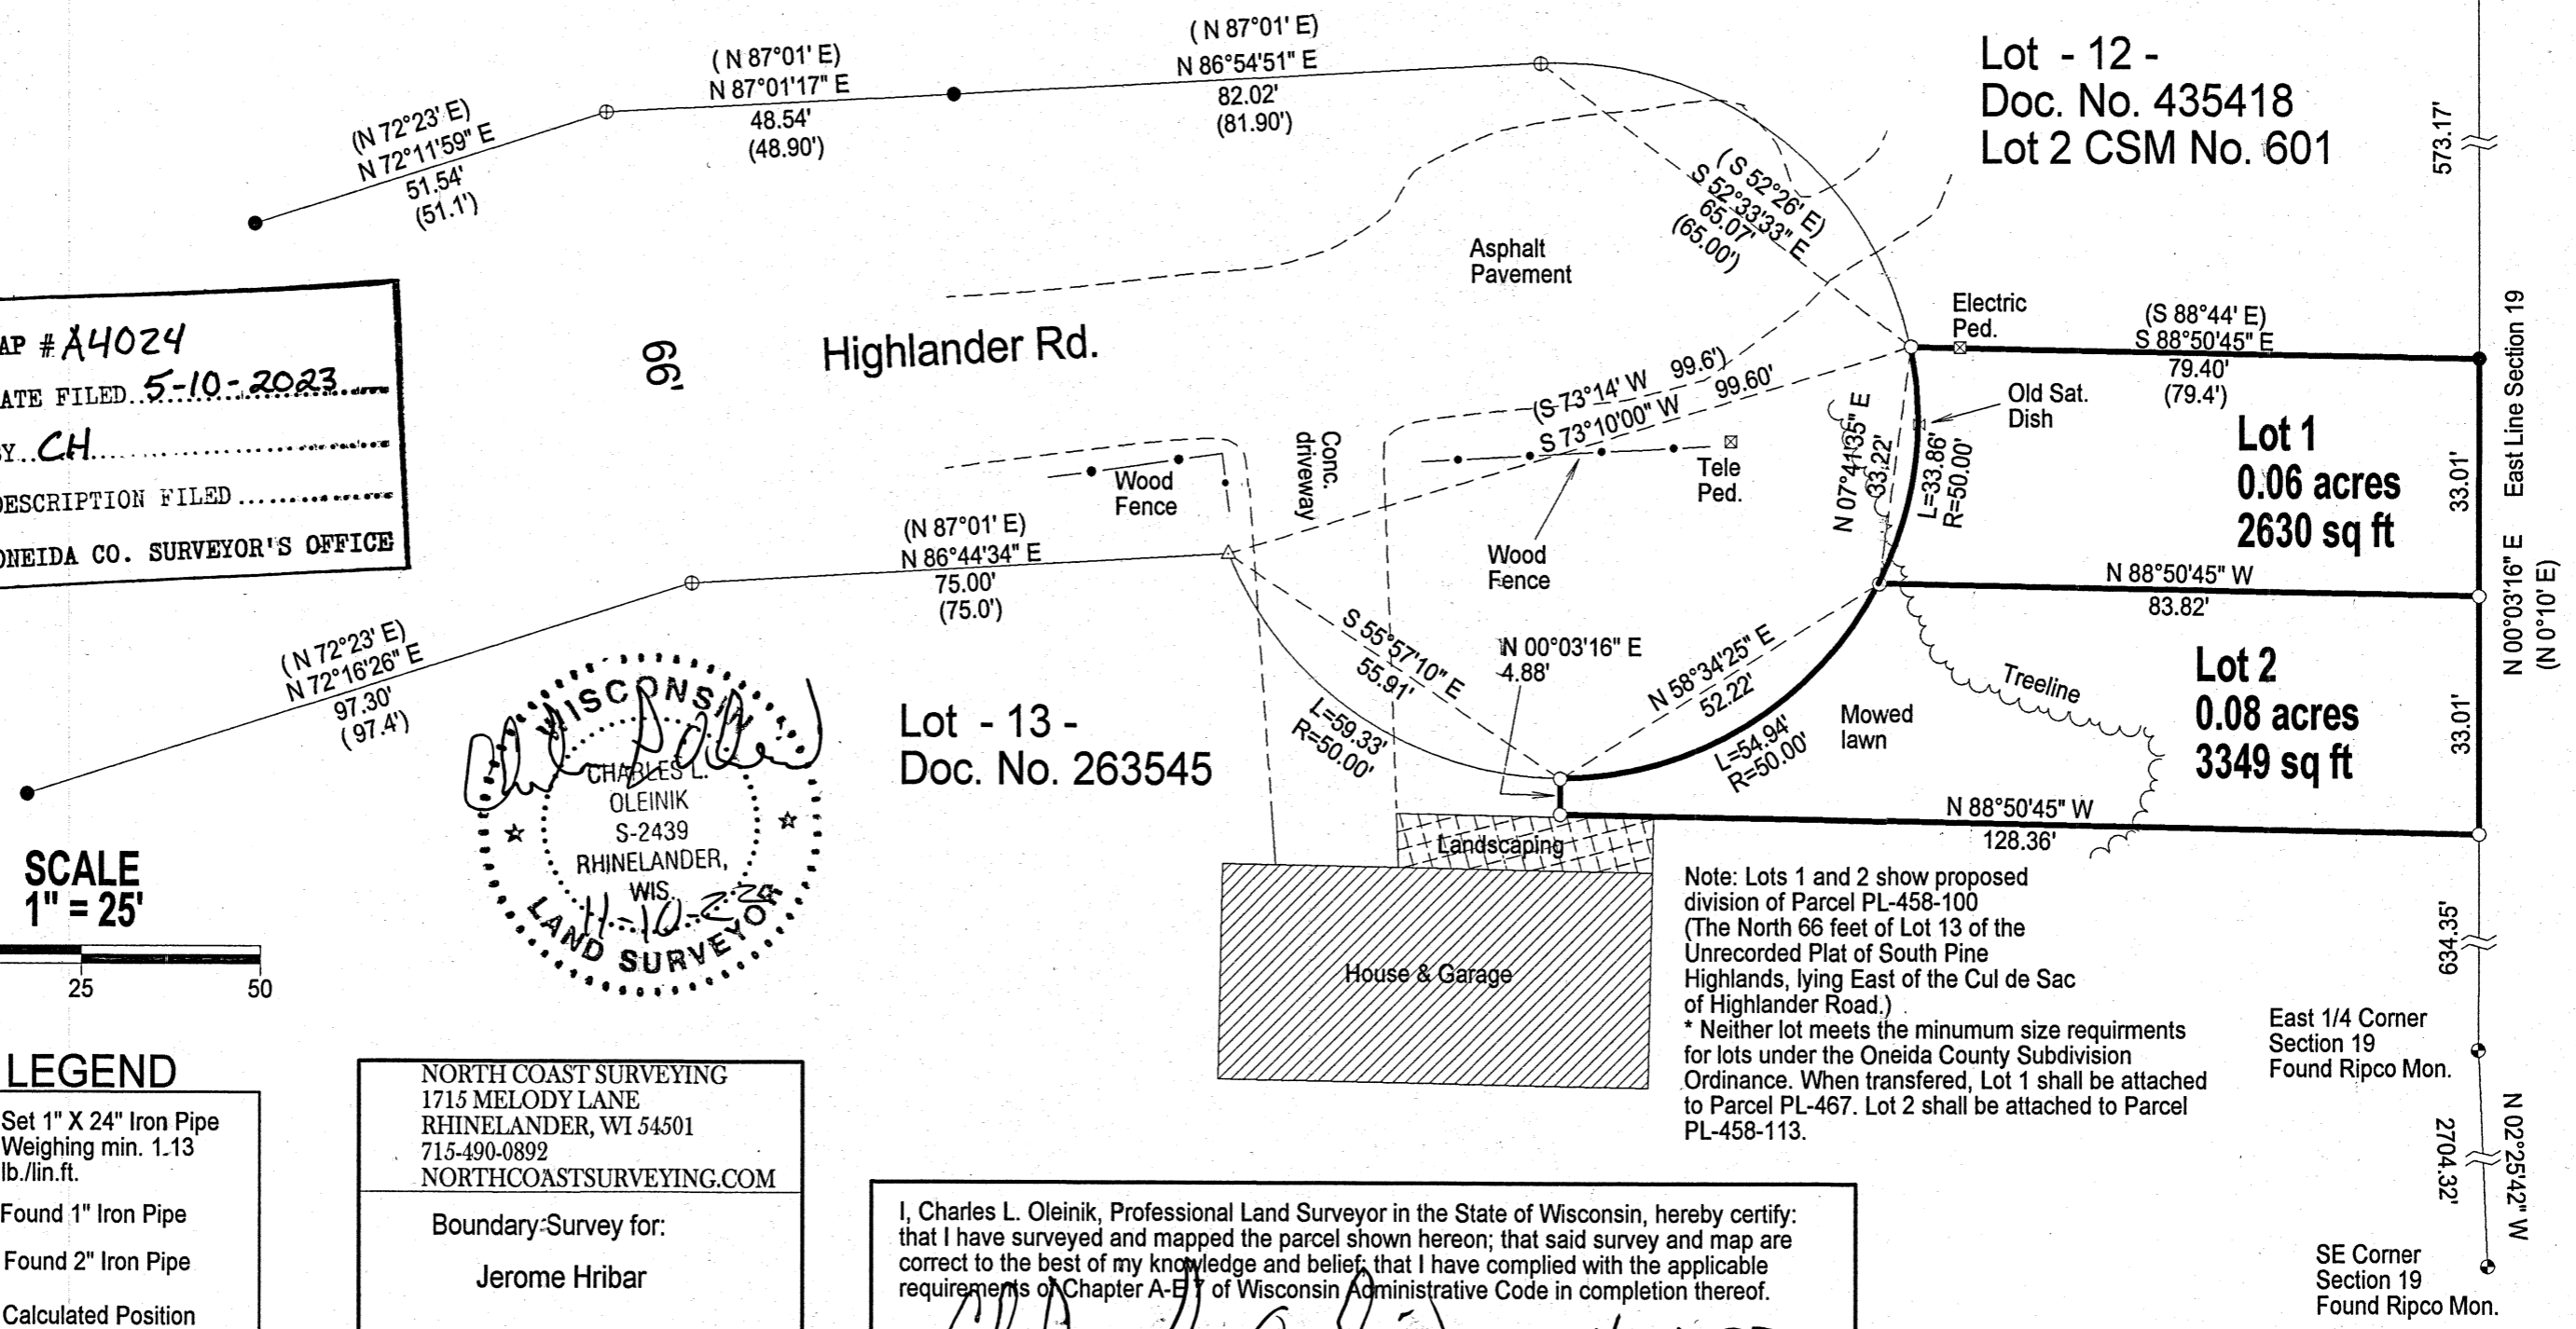 ( N 87°01' E)
N 86°54'51" E
82.02'
(81.90')
( N 87°01' E)
N 87°01'17" E
48.54'
(48.90')
(N 72°23' E)
N 72°11'59" E
51.54'
(51.1')
Lot - 12 -
Doc. No. 435418
Lot 2 CSM No. 601
573.17'
(S 52°26' E)
S 52°33'33" E
65.07'
(65.00')
Asphalt
Pavement
AP # A4024
ATE FILED 5-10-2023
Y CH
DESCRIPTION FILED
ONEIDA CO. SURVEYOR'S OFFICE
66'
Highlander Rd.
Electric
Ped.
(S 88°44' E)
S 88°50'45" E
79.40'
(79.4')
Old Sat.
Dish
(S 73°14' W 99.6')
S 73°10'00" W 99.60'
N 07°41'35" E
33.22'
L=33.86'
R=50.00'
Lot 1
0.06 acres
2630 sq ft
33.01'
East Line Section 19
N 00°03'16" E
(N 0°10' E)
Wood
Fence
Conc.
driveway
Tele
Ped.
Wood
Fence
(N 87°01' E)
N 86°44'34" E
75.00'
(75.0')
N 88°50'45" W
83.82'
( N 72°23' E)
N 72°16'26" E
97.30'
( 97.4')
S 55°57'10" E
55.91'
N 00°03'16" E
4.88'
N 58°34'25" E
52.22'
L=59.33'
R=50.00'
L=54.94'
R=50.00'
Mowed
lawn
Treeline
Lot 2
0.08 acres
3349 sq ft
33.01'
WISCONSIN
CHARLES L.
OLEINIK
S-2439
RHINELANDER,
WIS.
LAND SURVEYOR
Lot - 13 -
Doc. No. 263545
N 88°50'45" W
128.36'
Landscaping
House & Garage
SCALE
1" = 25'
25 50
Note: Lots 1 and 2 show proposed
division of Parcel PL-458-100
(The North 66 feet of Lot 13 of the
Unrecorded Plat of South Pine
Highlands, lying East of the Cul de Sac
of Highlander Road.)
* Neither lot meets the minumum size requirments
for lots under the Oneida County Subdivision
Ordinance. When transfered, Lot 1 shall be attached
to Parcel PL-467. Lot 2 shall be attached to Parcel
PL-458-113.
634.35'
East 1/4 Corner
Section 19
Found Ripco Mon.
N 02°25'42" W
2704.32'
SE Corner
Section 19
Found Ripco Mon.
LEGEND
Set 1" X 24" Iron Pipe
Weighing min. 1.13
lb./lin.ft.
Found 1" Iron Pipe
Found 2" Iron Pipe
Calculated Position
NORTH COAST SURVEYING
1715 MELODY LANE
RHINELANDER, WI 54501
715-490-0892
NORTHCOASTSURVEYING.COM
Boundary Survey for:
Jerome Hribar
I, Charles L. Oleinik, Professional Land Surveyor in the State of Wisconsin, hereby certify:
that I have surveyed and mapped the parcel shown hereon; that said survey and map are
correct to the best of my knowledge and belief; that I have complied with the applicable
requirements of Chapter A-E 7 of Wisconsin Administrative Code in completion thereof.